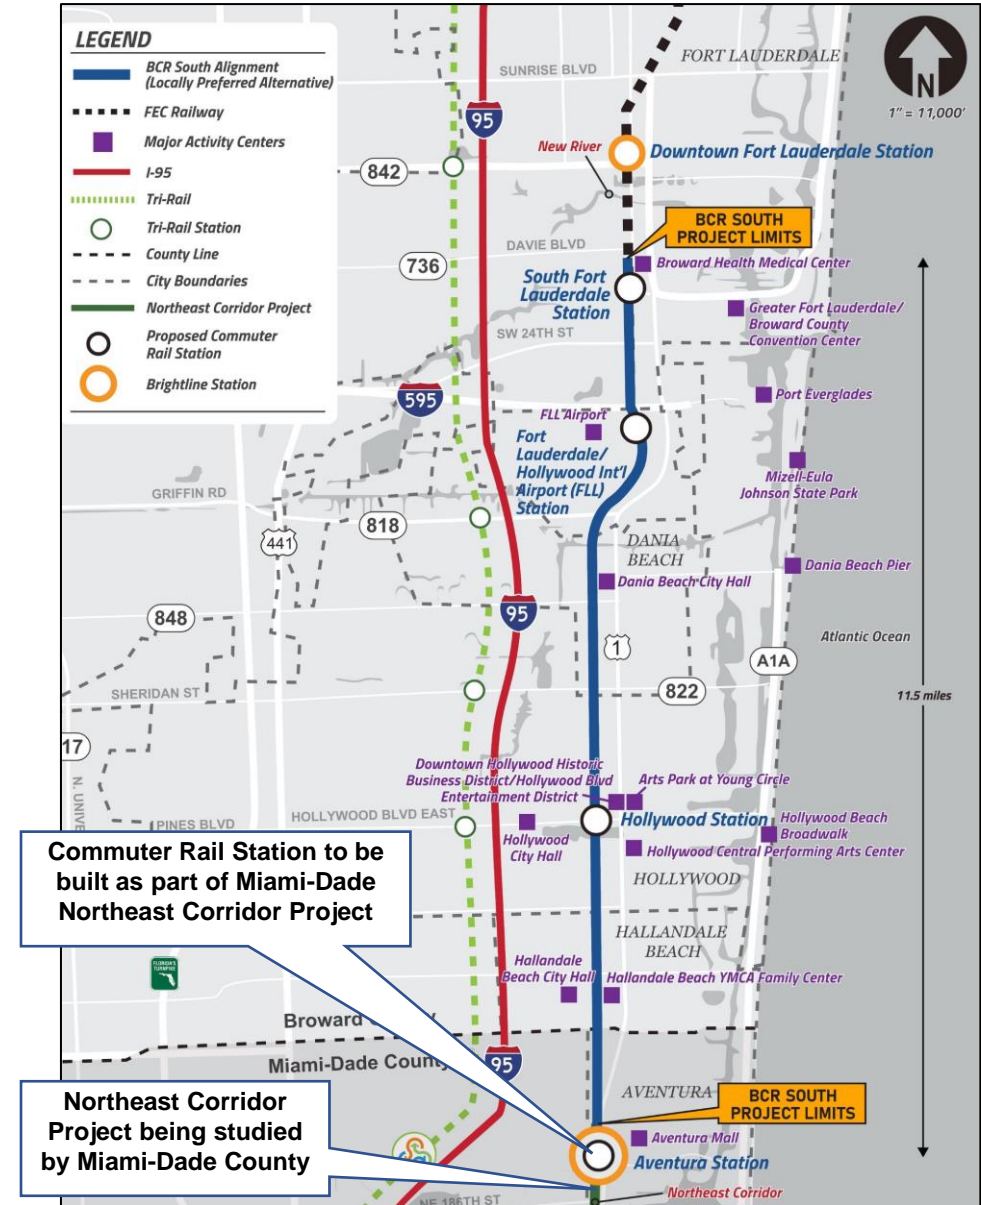 LEGEND
BCR South Alignment
(Locally Preferred Alternative)
FEC Railway
Major Activity Centers
I-95
Tri-Rail
Tri-Rail Station
County Line
City Boundaries
Northeast Corridor Project
Proposed Commuter
Rail Station
Brightline Station
FORT LAUDERDALE
N
1" = 11,000'
SUNRISE BLVD
95
New River
Downtown Fort Lauderdale Station
842
BCR SOUTH
PROJECT LIMITS
DAVIE BLVD
Broward Health Medical Center
736
South Fort
Lauderdale
Station
Greater Fort Lauderdale/
Broward County
Convention Center
SW 24TH ST
595
Port Everglades
FLL Airport
Fort
Lauderdale/
Hollywood Int'l
Airport (FLL)
Station
Mizell-Eula
Johnson State Park
GRIFFIN RD
818
441
DANIA
BEACH
Dania Beach Pier
Dania Beach City Hall
95
848
1
Atlantic Ocean
A1A
SHERIDAN ST
822
11.5 miles
17
N. UNIVE
Downtown Hollywood Historic
Business District/Hollywood Blvd
Entertainment District
Arts Park at Young Circle
PINES BLVD
HOLLYWOOD BLVD EAST
Hollywood Station
Hollywood Beach
Broadwalk
Hollywood
City Hall
Hollywood Central Performing Arts Center
Commuter Rail Station to be
built as part of Miami-Dade
Northeast Corridor Project
HOLLYWOOD
HALLANDALE
BEACH
FLORIDA'S
TURNPIKE
Hallandale
Beach City Hall
Hallandale Beach YMCA Family Center
Broward
Miami-Dade County
95
AVENTURA
BCR SOUTH
PROJECT LIMITS
Northeast Corridor
Project being studied
by Miami-Dade County
Aventura Mall
Aventura Station
NE 186TH ST
Northeast Corridor